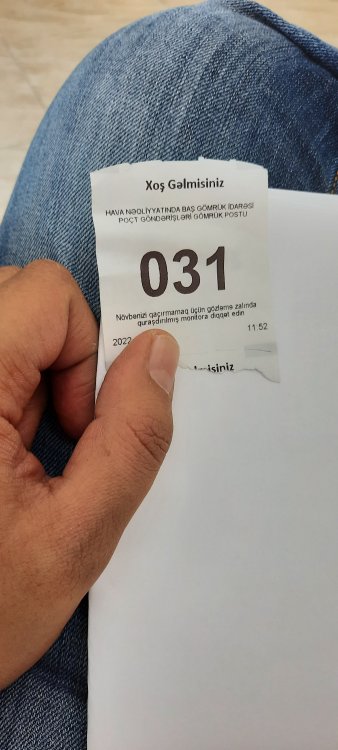 Xoş Gəlmisiniz
HAVA NƏQLİYYATINDA BAŞ GÖMRÜK İDARƏSİ
POÇT GÖNDƏRİŞLƏRİ GÖMRÜK POSTU
031
Növbənizi qaçırmamaq üçün gözləmə zalında
quraşdırılmış monitora diqqət edin
2022 11:52